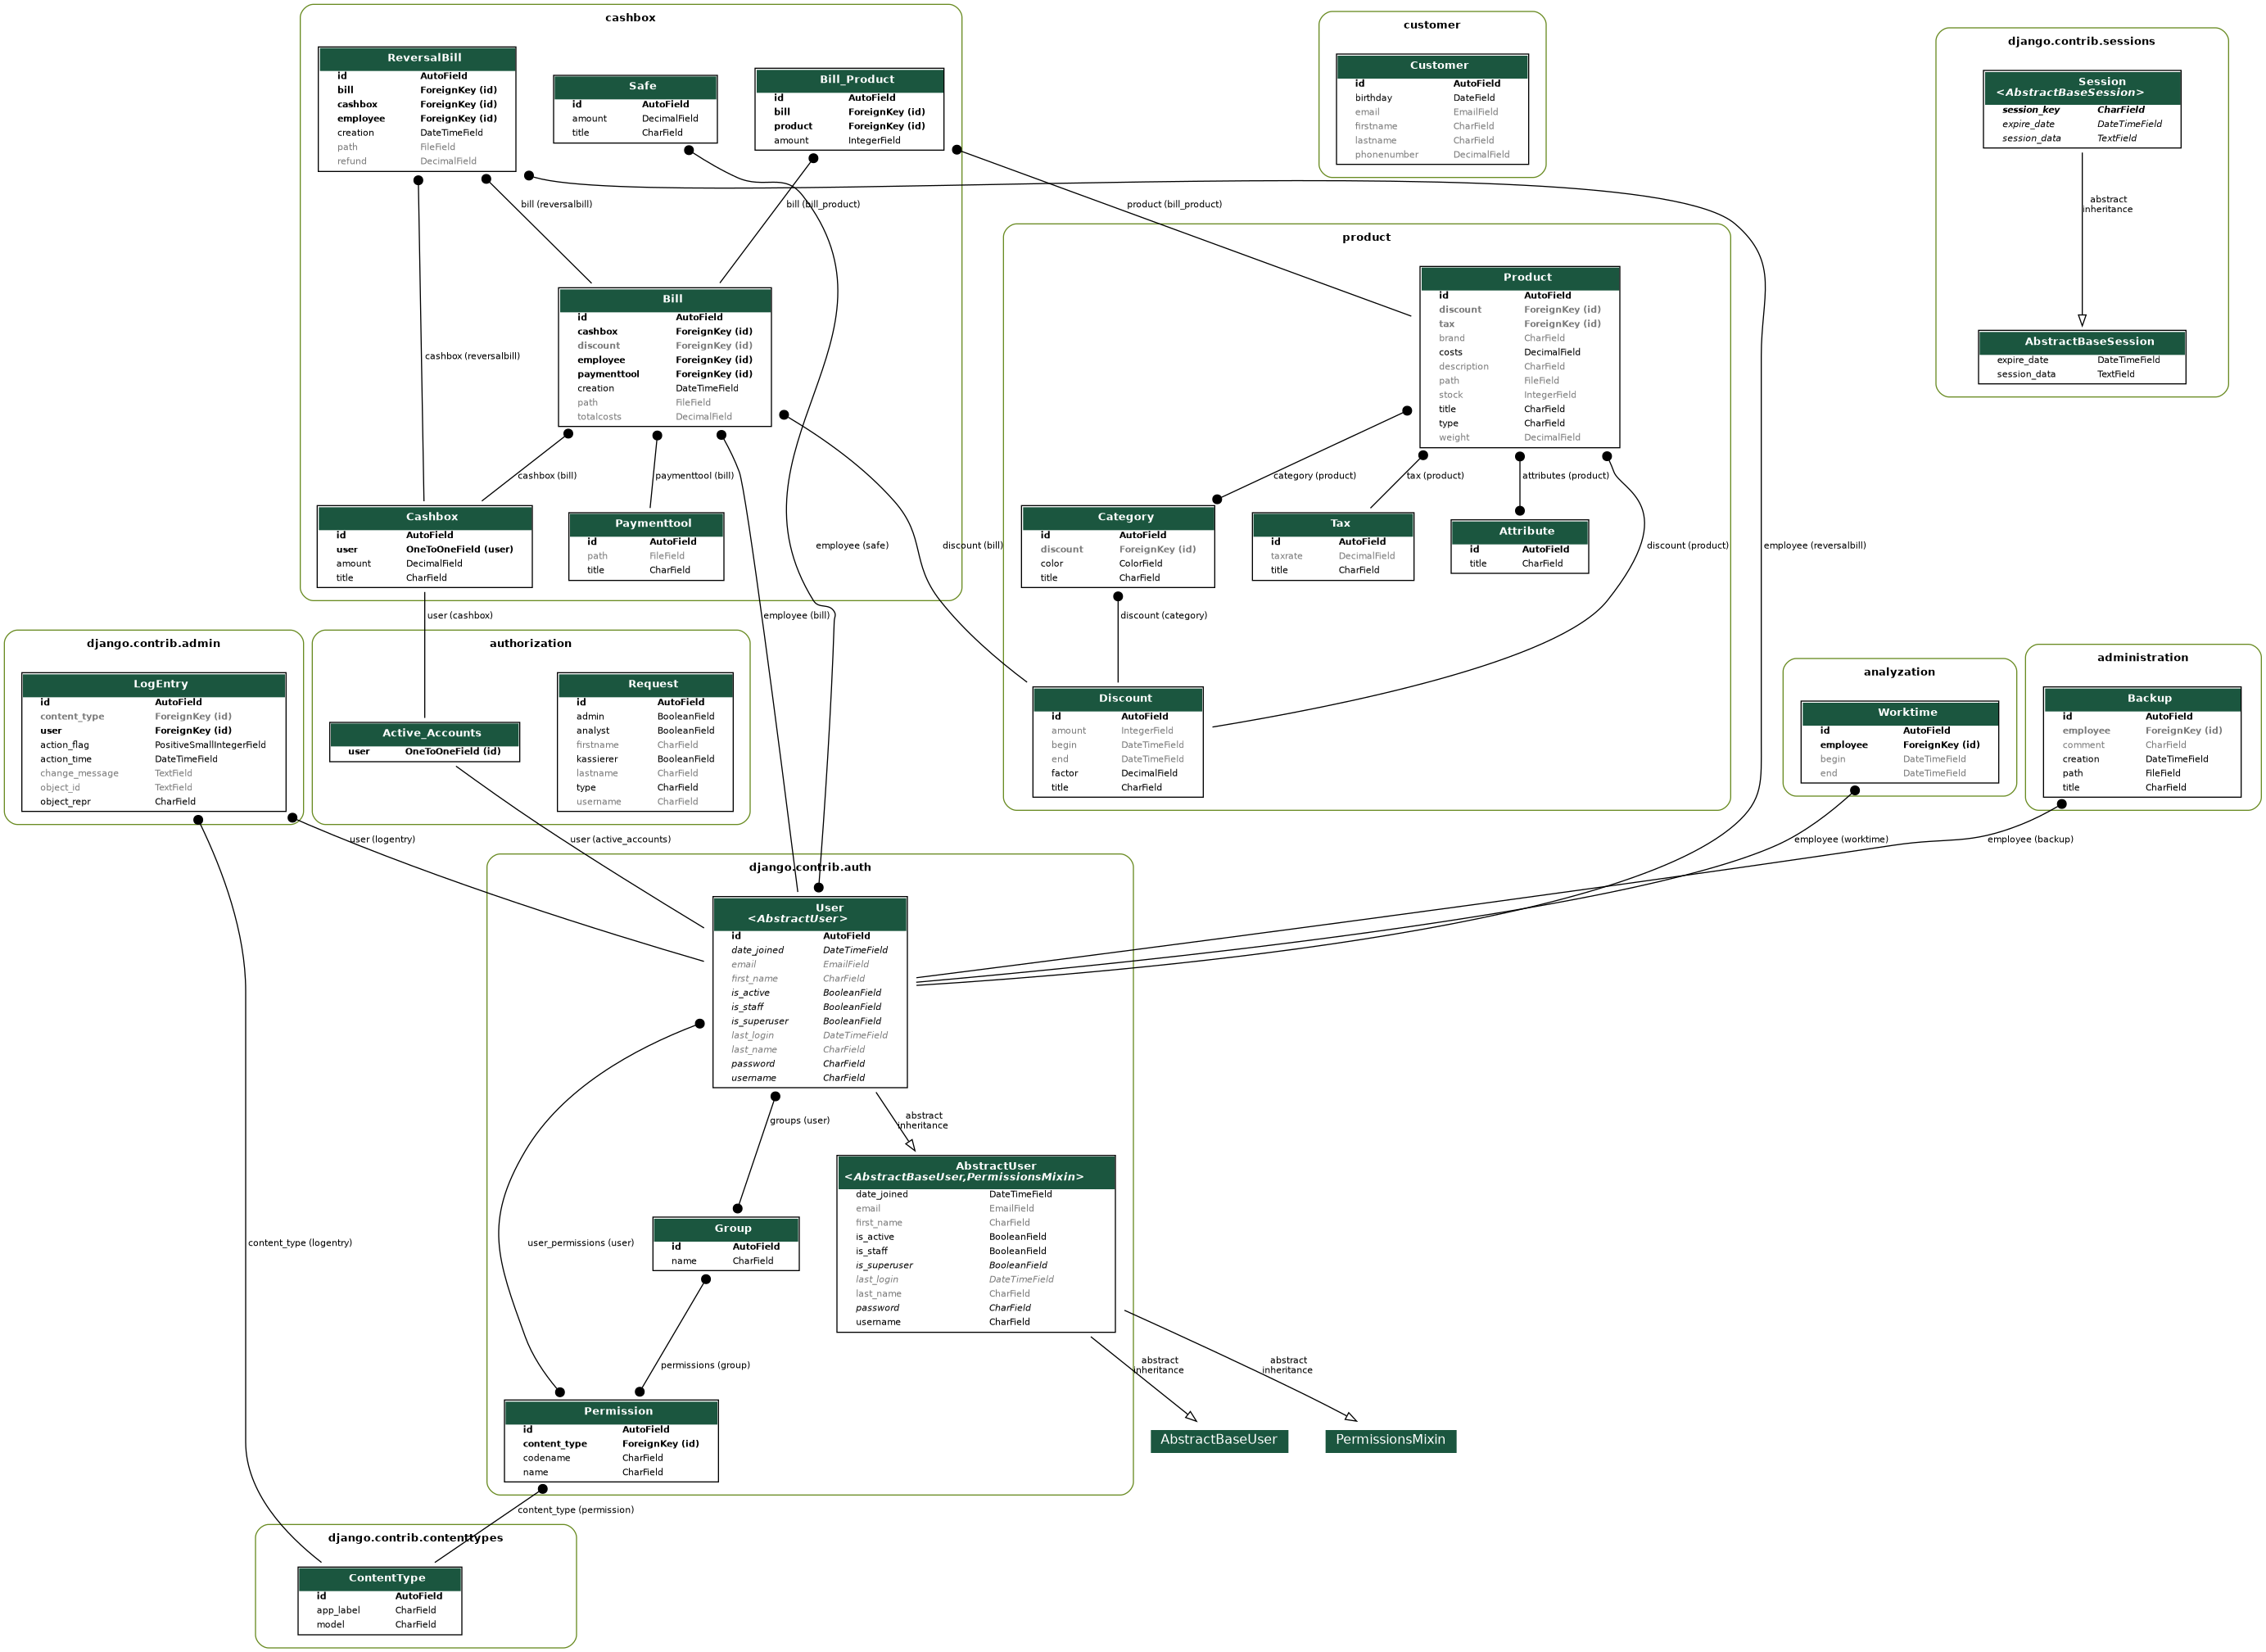 cashbox
ReversalBill
id AutoField
bill ForeignKey (id)
cashbox ForeignKey (id)
employee ForeignKey (id)
creation DateTimeField
path FileField
refund DecimalField
Safe
id AutoField
amount DecimalField
title CharField
Bill_Product
id AutoField
bill ForeignKey (id)
product ForeignKey (id)
amount IntegerField
bill (reversalbill)
bill (bill_product)
product (bill_product)
Bill
id AutoField
cashbox ForeignKey (id)
discount ForeignKey (id)
employee ForeignKey (id)
paymenttool ForeignKey (id)
creation DateTimeField
path FileField
totalcosts DecimalField
cashbox (reversalbill)
cashbox (bill)
paymenttool (bill)
Cashbox
id AutoField
user OneToOneField (user)
amount DecimalField
title CharField
Paymenttool
id AutoField
path FileField
title CharField
employee (safe)
discount (bill)
user (cashbox)
employee (bill)
customer
Customer
id AutoField
birthday DateField
email EmailField
firstname CharField
lastname CharField
phonenumber DecimalField
django.contrib.sessions
Session
<AbstractBaseSession>
session_key CharField
expire_date DateTimeField
session_data TextField
abstract
inheritance
AbstractBaseSession
expire_date DateTimeField
session_data TextField
product
Product
id AutoField
discount ForeignKey (id)
tax ForeignKey (id)
brand CharField
costs DecimalField
description CharField
path FileField
stock IntegerField
title CharField
type CharField
weight DecimalField
category (product)
tax (product)
attributes (product)
Category
id AutoField
discount ForeignKey (id)
color ColorField
title CharField
Tax
id AutoField
taxrate DecimalField
title CharField
Attribute
id AutoField
title CharField
discount (product)
employee (reversalbill)
discount (category)
Discount
id AutoField
amount IntegerField
begin DateTimeField
end DateTimeField
factor DecimalField
title CharField
django.contrib.admin
LogEntry
id AutoField
content_type ForeignKey (id)
user ForeignKey (id)
action_flag PositiveSmallIntegerField
action_time DateTimeField
change_message TextField
object_id TextField
object_repr CharField
authorization
Active_Accounts
user OneToOneField (id)
Request
id AutoField
admin BooleanField
analyst BooleanField
firstname CharField
kassierer BooleanField
lastname CharField
type CharField
username CharField
analyzation
Worktime
id AutoField
employee ForeignKey (id)
begin DateTimeField
end DateTimeField
administration
Backup
id AutoField
employee ForeignKey (id)
comment CharField
creation DateTimeField
path FileField
title CharField
user (logentry)
user (active_accounts)
employee (worktime)
employee (backup)
django.contrib.auth
User
<AbstractUser>
id AutoField
date_joined DateTimeField
email EmailField
first_name CharField
is_active BooleanField
is_staff BooleanField
is_superuser BooleanField
last_login DateTimeField
last_name CharField
password CharField
username CharField
groups (user)
abstract
inheritance
AbstractUser
<AbstractBaseUser,PermissionsMixin>
date_joined DateTimeField
email EmailField
first_name CharField
is_active BooleanField
is_staff BooleanField
is_superuser BooleanField
last_login DateTimeField
last_name CharField
password CharField
username CharField
Group
id AutoField
name CharField
content_type (logentry)
user_permissions (user)
permissions (group)
abstract
inheritance
abstract
inheritance
Permission
id AutoField
content_type ForeignKey (id)
codename CharField
name CharField
AbstractBaseUser
PermissionsMixin
content_type (permission)
django.contrib.contenttypes
ContentType
id AutoField
app_label CharField
model CharField